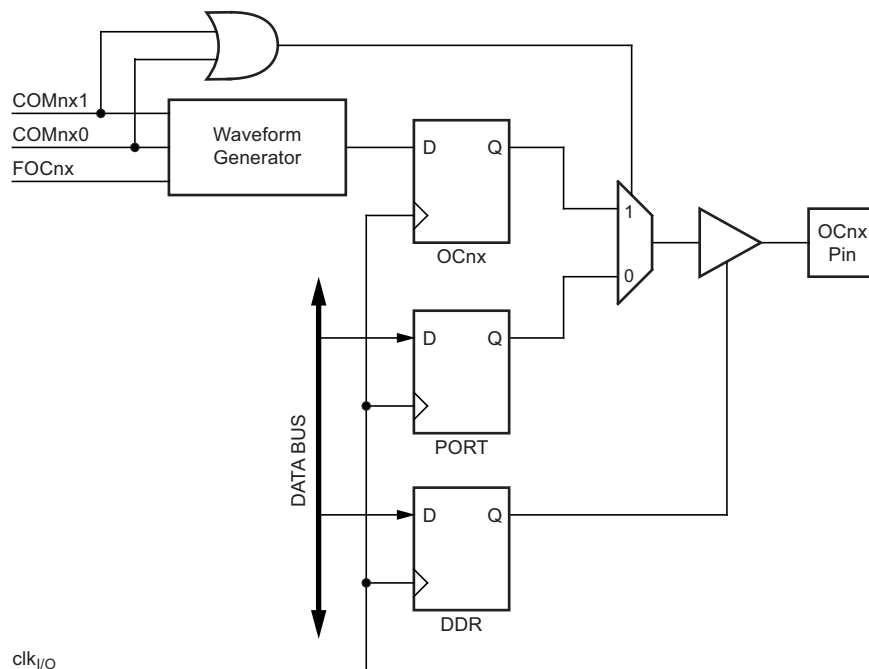 COMnx1
COMnx0
FOCnx
Waveform
Generator
D
Q
OCnx
1
0
OCnx
Pin
D
Q
PORT
DATA BUS
D
Q
DDR
clkI/O